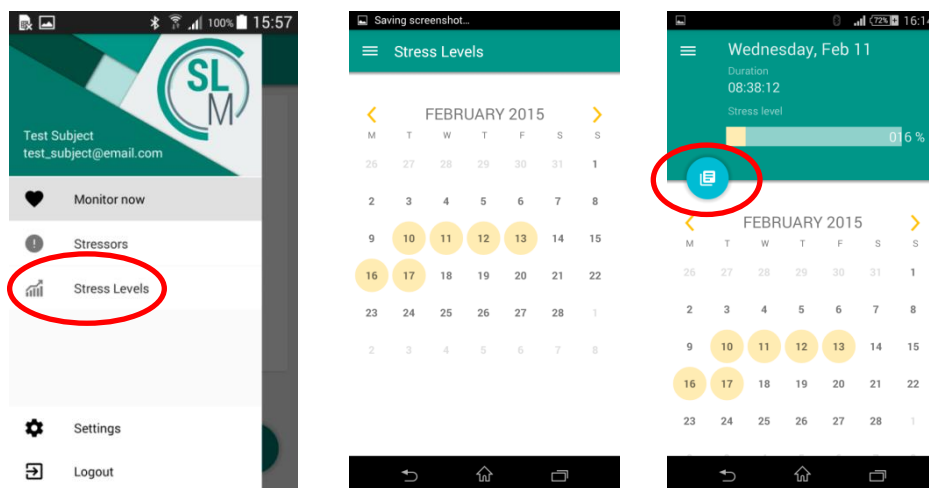 100% 15:57
SL
M
Test Subject
test_subject@email.com
Monitor now
Stressors
Stress Levels
Settings
Logout
Saving screenshot...
Stress Levels
FEBRUARY 2015
M T W T F S S
26 27 28 29 30 31 1
2 3 4 5 6 7 8
9 10 11 12 13 14 15
16 17 18 19 20 21 22
23 24 25 26 27 28 1
2 3 4 5 6 7 8
72% 16:14
Wednesday, Feb 11
Duration
08:38:12
Stress level
016 %
FEBRUARY 2015
M T W T F S S
26 27 28 29 30 31 1
2 3 4 5 6 7 8
9 10 11 12 13 14 15
16 17 18 19 20 21 22
23 24 25 26 27 28 1